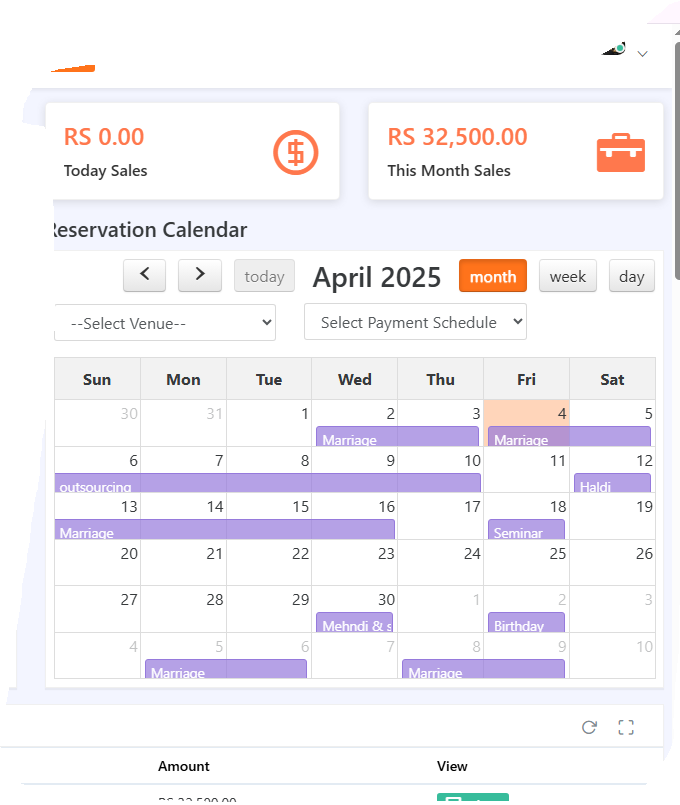 RS 0.00
Today Sales
RS 32,500.00
This Month Sales
Reservation Calendar
today April 2025 month week day
--Select Venue-- Select Payment Schedule
Sun Mon Tue Wed Thu Fri Sat
30 31 1 2 3 4 5
Marriage Marriage
6 7 8 9 10 11 12
outsourcing Haldi
13 14 15 16 17 18 19
Marriage Seminar
20 21 22 23 24 25 26
27 28 29 30 1 2 3
Mehndi & s Birthday
4 5 6 7 8 9 10
Marriage Marriage
Amount View
RS 32,500.00